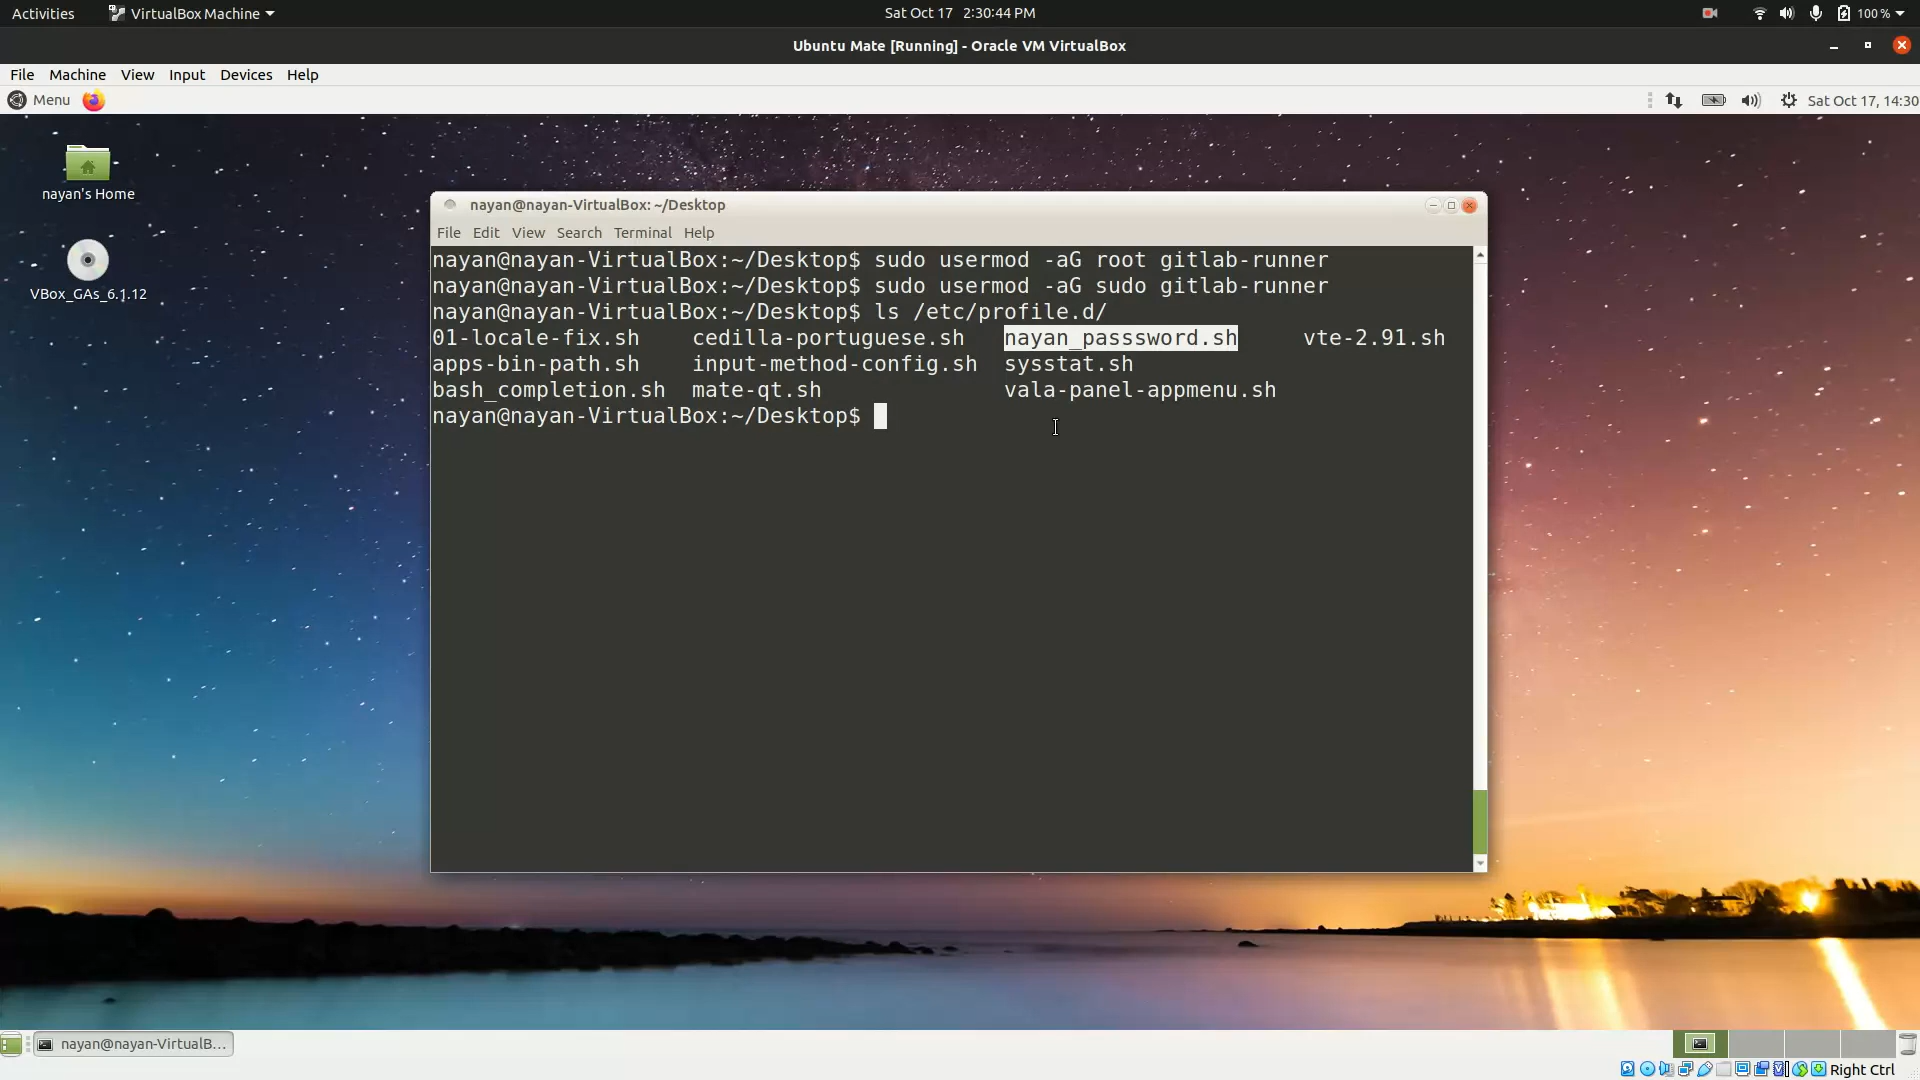 Activities VirtualBox Machine Sat Oct 17 2:30:44 PM 100 %
Ubuntu Mate [Running] - Oracle VM VirtualBox
File Machine View Input Devices Help
Menu Sat Oct 17, 14:30
nayan's Home
VBox_GAs_6.1.12
nayan@nayan-VirtualBox: ~/Desktop
File Edit View Search Terminal Help
nayan@nayan-VirtualBox:~/Desktop$ sudo usermod -aG root gitlab-runner
nayan@nayan-VirtualBox:~/Desktop$ sudo usermod -aG sudo gitlab-runner
nayan@nayan-VirtualBox:~/Desktop$ ls /etc/profile.d/
01-locale-fix.sh cedilla-portuguese.sh nayan_passsword.sh vte-2.91.sh
apps-bin-path.sh input-method-config.sh sysstat.sh
bash_completion.sh mate-qt.sh vala-panel-appmenu.sh
nayan@nayan-VirtualBox:~/Desktop$
nayan@nayan-VirtualB...
Right Ctrl